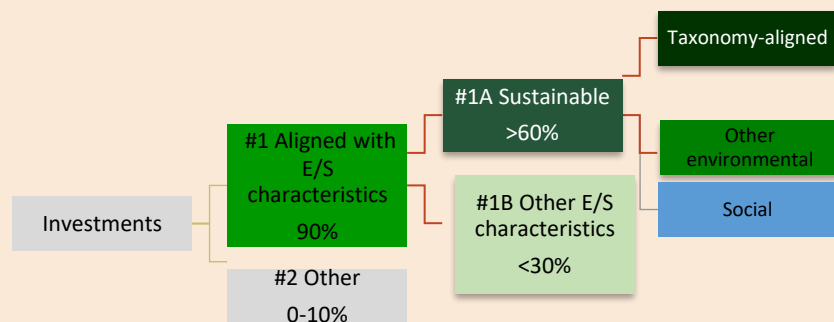 Investments
#1 Aligned with
E/S
characteristics
90%
#2 Other
0-10%
#1A Sustainable
>60%
#1B Other E/S
characteristics
<30%
Taxonomy-aligned
Other
environmental
Social